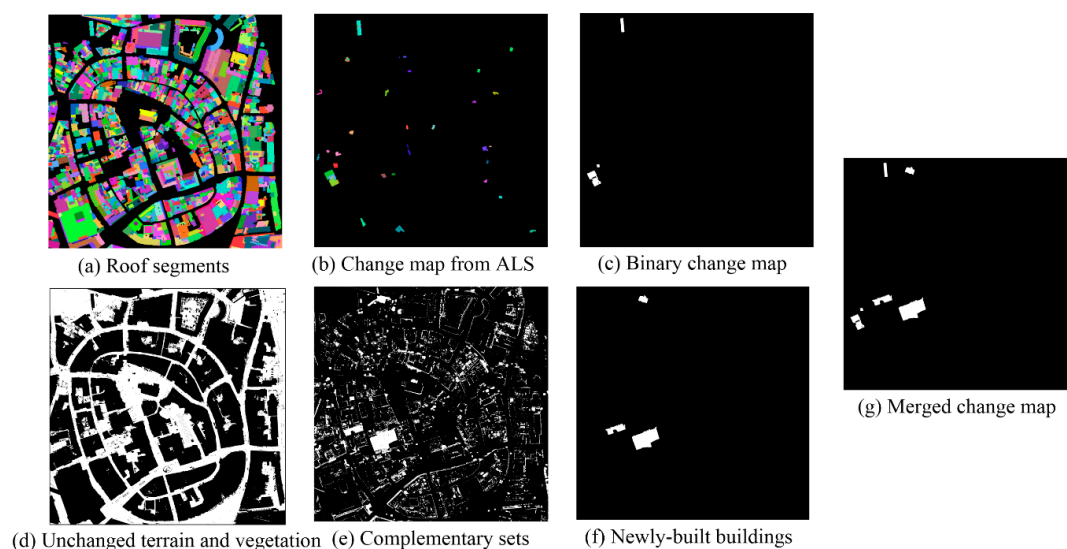 (a) Roof segments
(b) Change map from ALS
(c) Binary change map
(g) Merged change map
(d) Unchanged terrain and vegetation
(e) Complementary sets
(f) Newly-built buildings